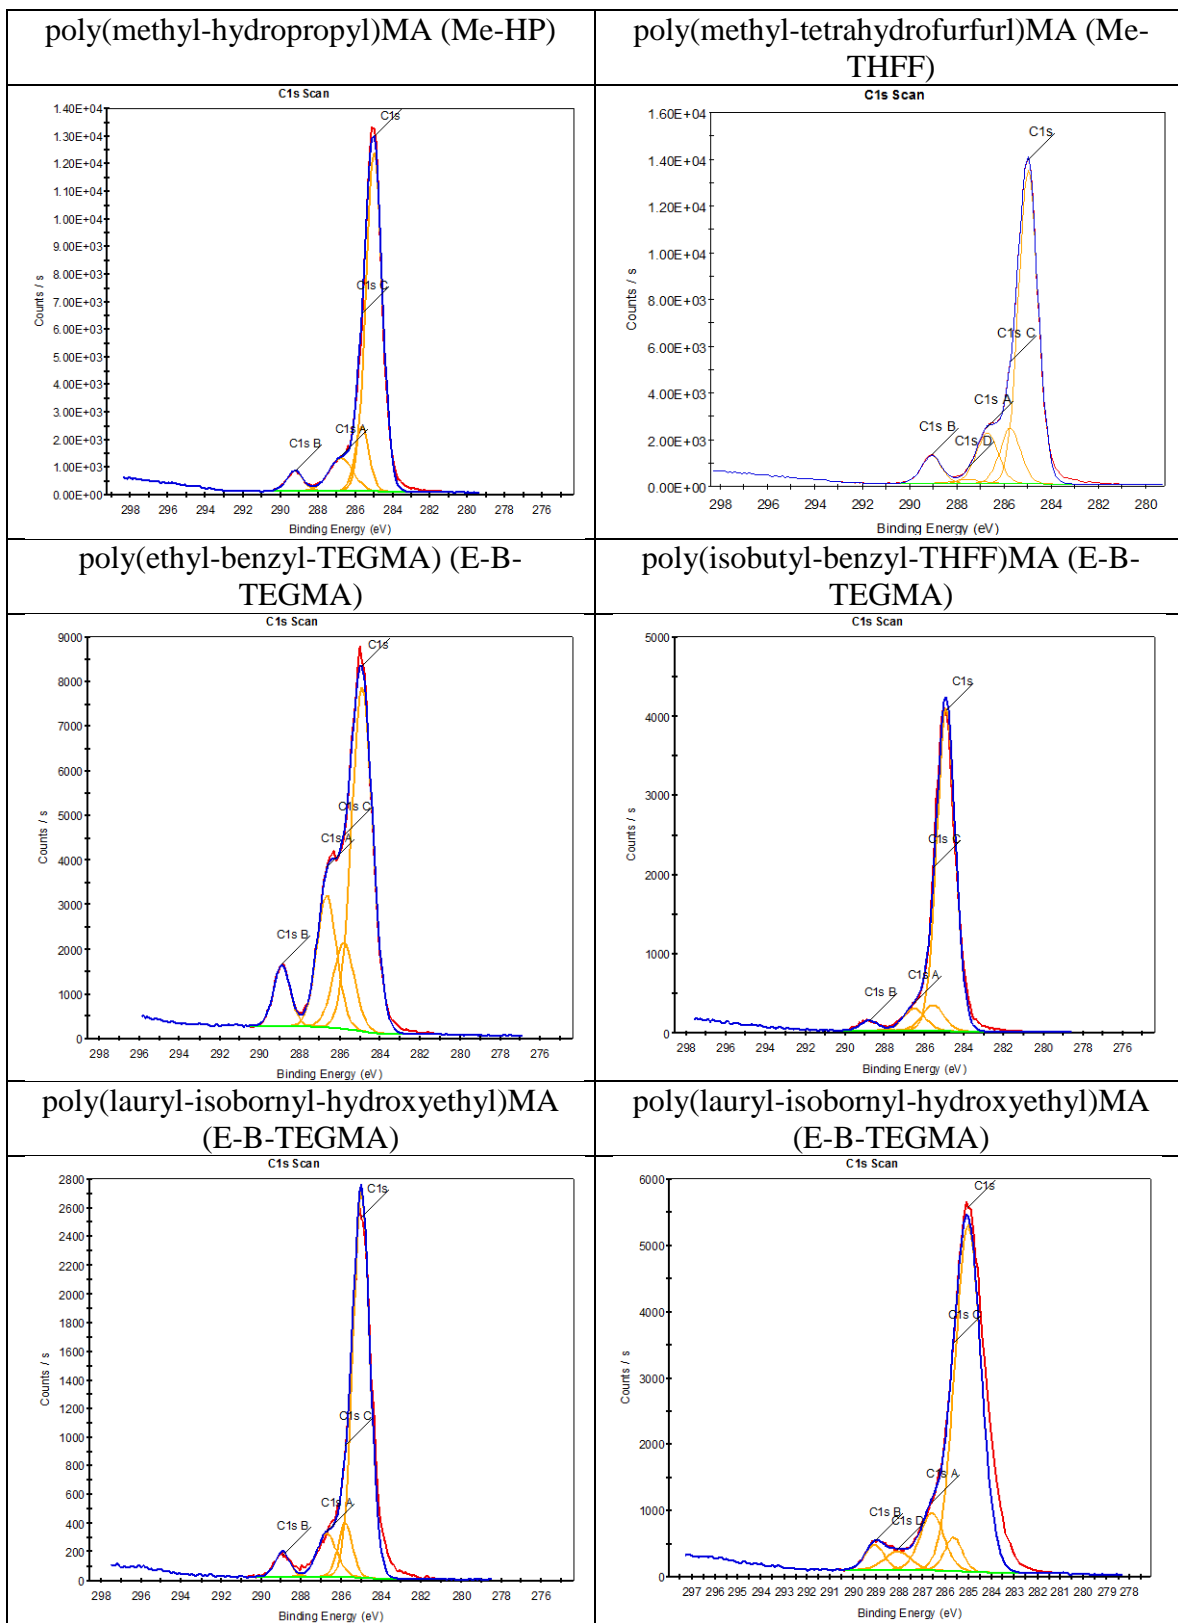 poly(methyl-hydropropyl)MA (Me-HP)
poly(methyl-tetrahydrofurfurl)MA (Me-
THFF)
C1s Scan
1.40E+04
1.30E+04
1.20E+04
1.10E+04
1.00E+04
9.00E+03
8.00E+03
7.00E+03
6.00E+03
5.00E+03
4.00E+03
3.00E+03
2.00E+03
1.00E+03
0.00E+00
Counts / s
C1s
C1s C
C1s A
C1s B
298 296 294 292 290 288 286 284 282 280 278 276
Binding Energy (eV)
C1s Scan
1.60E+04
1.40E+04
1.20E+04
1.00E+04
8.00E+03
6.00E+03
4.00E+03
2.00E+03
0.00E+00
Counts / s
C1s
C1s C
C1s A
C1s B
C1s D
298 296 294 292 290 288 286 284 282 280
Binding Energy (eV)
poly(ethyl-benzyl-TEGMA) (E-B-
TEGMA)
poly(isobutyl-benzyl-THFF)MA (E-B-
TEGMA)
C1s Scan
9000
8000
7000
6000
5000
4000
3000
2000
1000
0
Counts / s
C1s
C1s C
C1s A
C1s B
298 296 294 292 290 288 286 284 282 280 278 276
Binding Energy (eV)
C1s Scan
5000
4000
3000
2000
1000
0
Counts / s
C1s
C1s C
C1s A
C1s B
298 296 294 292 290 288 286 284 282 280 278 276
Binding Energy (eV)
poly(lauryl-isobornyl-hydroxyethyl)MA
(E-B-TEGMA)
poly(lauryl-isobornyl-hydroxyethyl)MA
(E-B-TEGMA)
C1s Scan
2800
2600
2400
2200
2000
1800
1600
1400
1200
1000
800
600
400
200
0
Counts / s
C1s
C1s C
C1s A
C1s B
298 296 294 292 290 288 286 284 282 280 278 276
Binding Energy (eV)
C1s Scan
6000
5000
4000
3000
2000
1000
0
Counts / s
C1s
C1s C
C1s A
C1s B
C1s D
297 296 295 294 293 292 291 290 289 288 287 286 285 283 282 281 280 279 278
Binding Energy (eV)